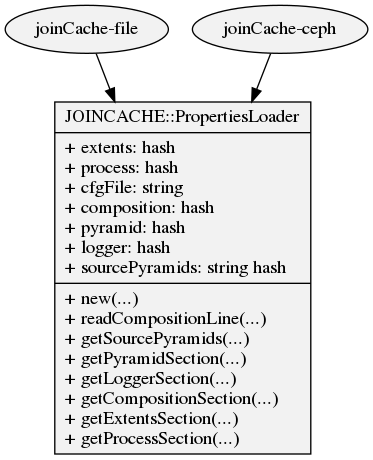 joinCache-file
joinCache-ceph
JOINCACHE::PropertiesLoader
+ extents: hash
+ process: hash
+ cfgFile: string
+ composition: hash
+ pyramid: hash
+ logger: hash
+ sourcePyramids: string hash
+ new(...)
+ readCompositionLine(...)
+ getSourcePyramids(...)
+ getPyramidSection(...)
+ getLoggerSection(...)
+ getCompositionSection(...)
+ getExtentsSection(...)
+ getProcessSection(...)